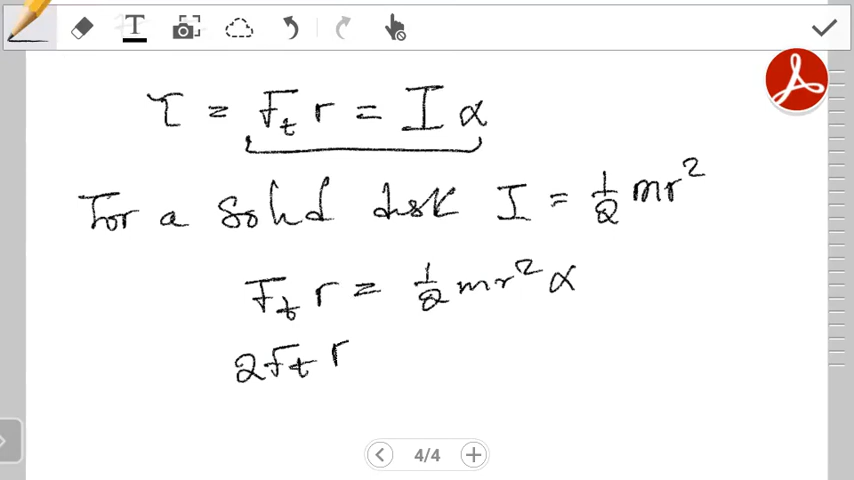 τ = Ft r = I α
For a solid disk I = 1/2 mr²
Ft r = 1/2 mr² α
2Ft r
4/4
T